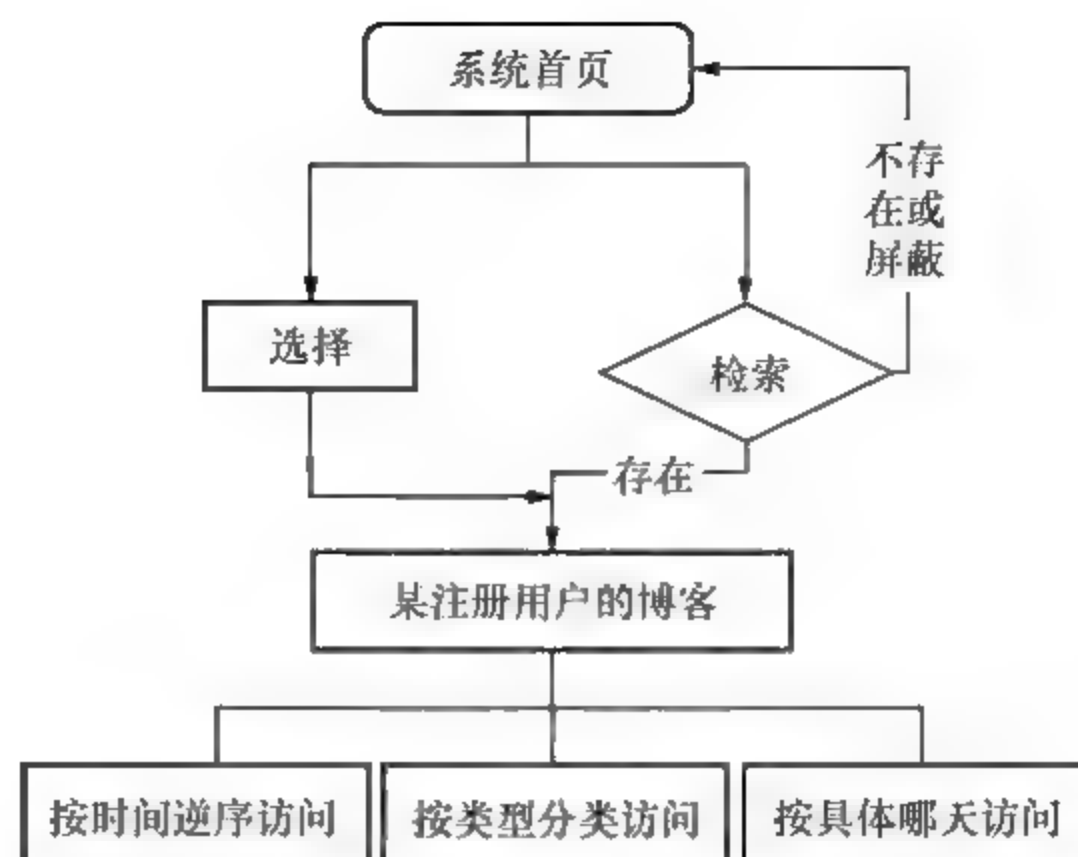 系统首页
不存
在或
屏蔽
选择
检索
存在
某注册用户的博客
按时间逆序访问
按类型分类访问
按具体哪天访问